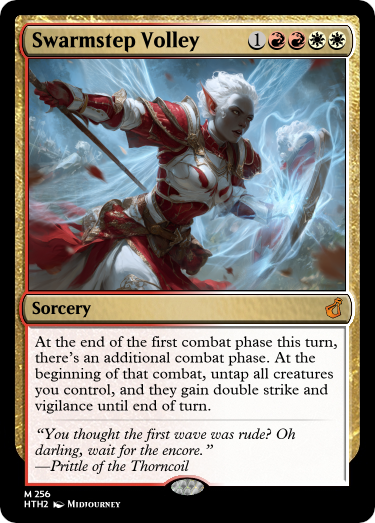 Swarmstep Volley 1
Sorcery
At the end of the first combat phase this turn,
there's an additional combat phase. At the
beginning of that combat, untap all creatures
you control, and they gain double strike and
vigilance until end of turn.
“You thought the first wave was rude? Oh
darling, wait for the encore.”
—Prittle of the Thorncoil
M 256
HTH2 Midjourney